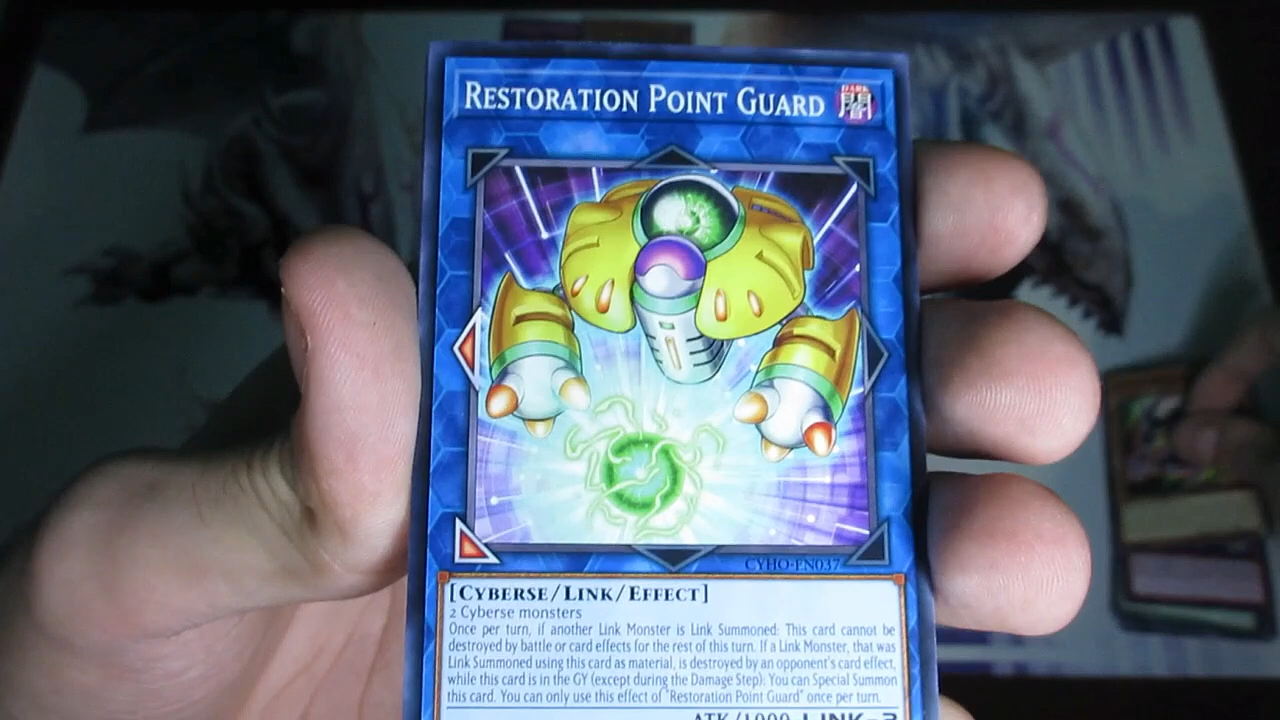 RESTORATION POINT GUARD
DARK
闇
CYHO-EN037
[CYBERSE/LINK/EFFECT]
2 Cyberse monsters
Once per turn, if another Link Monster is Link Summoned: This card cannot be
destroyed by battle or card effects for the rest of this turn. If a Link Monster, that was
Link Summoned using this card as material, is destroyed by an opponent's card effect,
while this card is in the GY (except during the Damage Step): You can Special Summon
this card. You can only use this effect of "Restoration Point Guard" once per turn.
ATK/1000 LINK-2